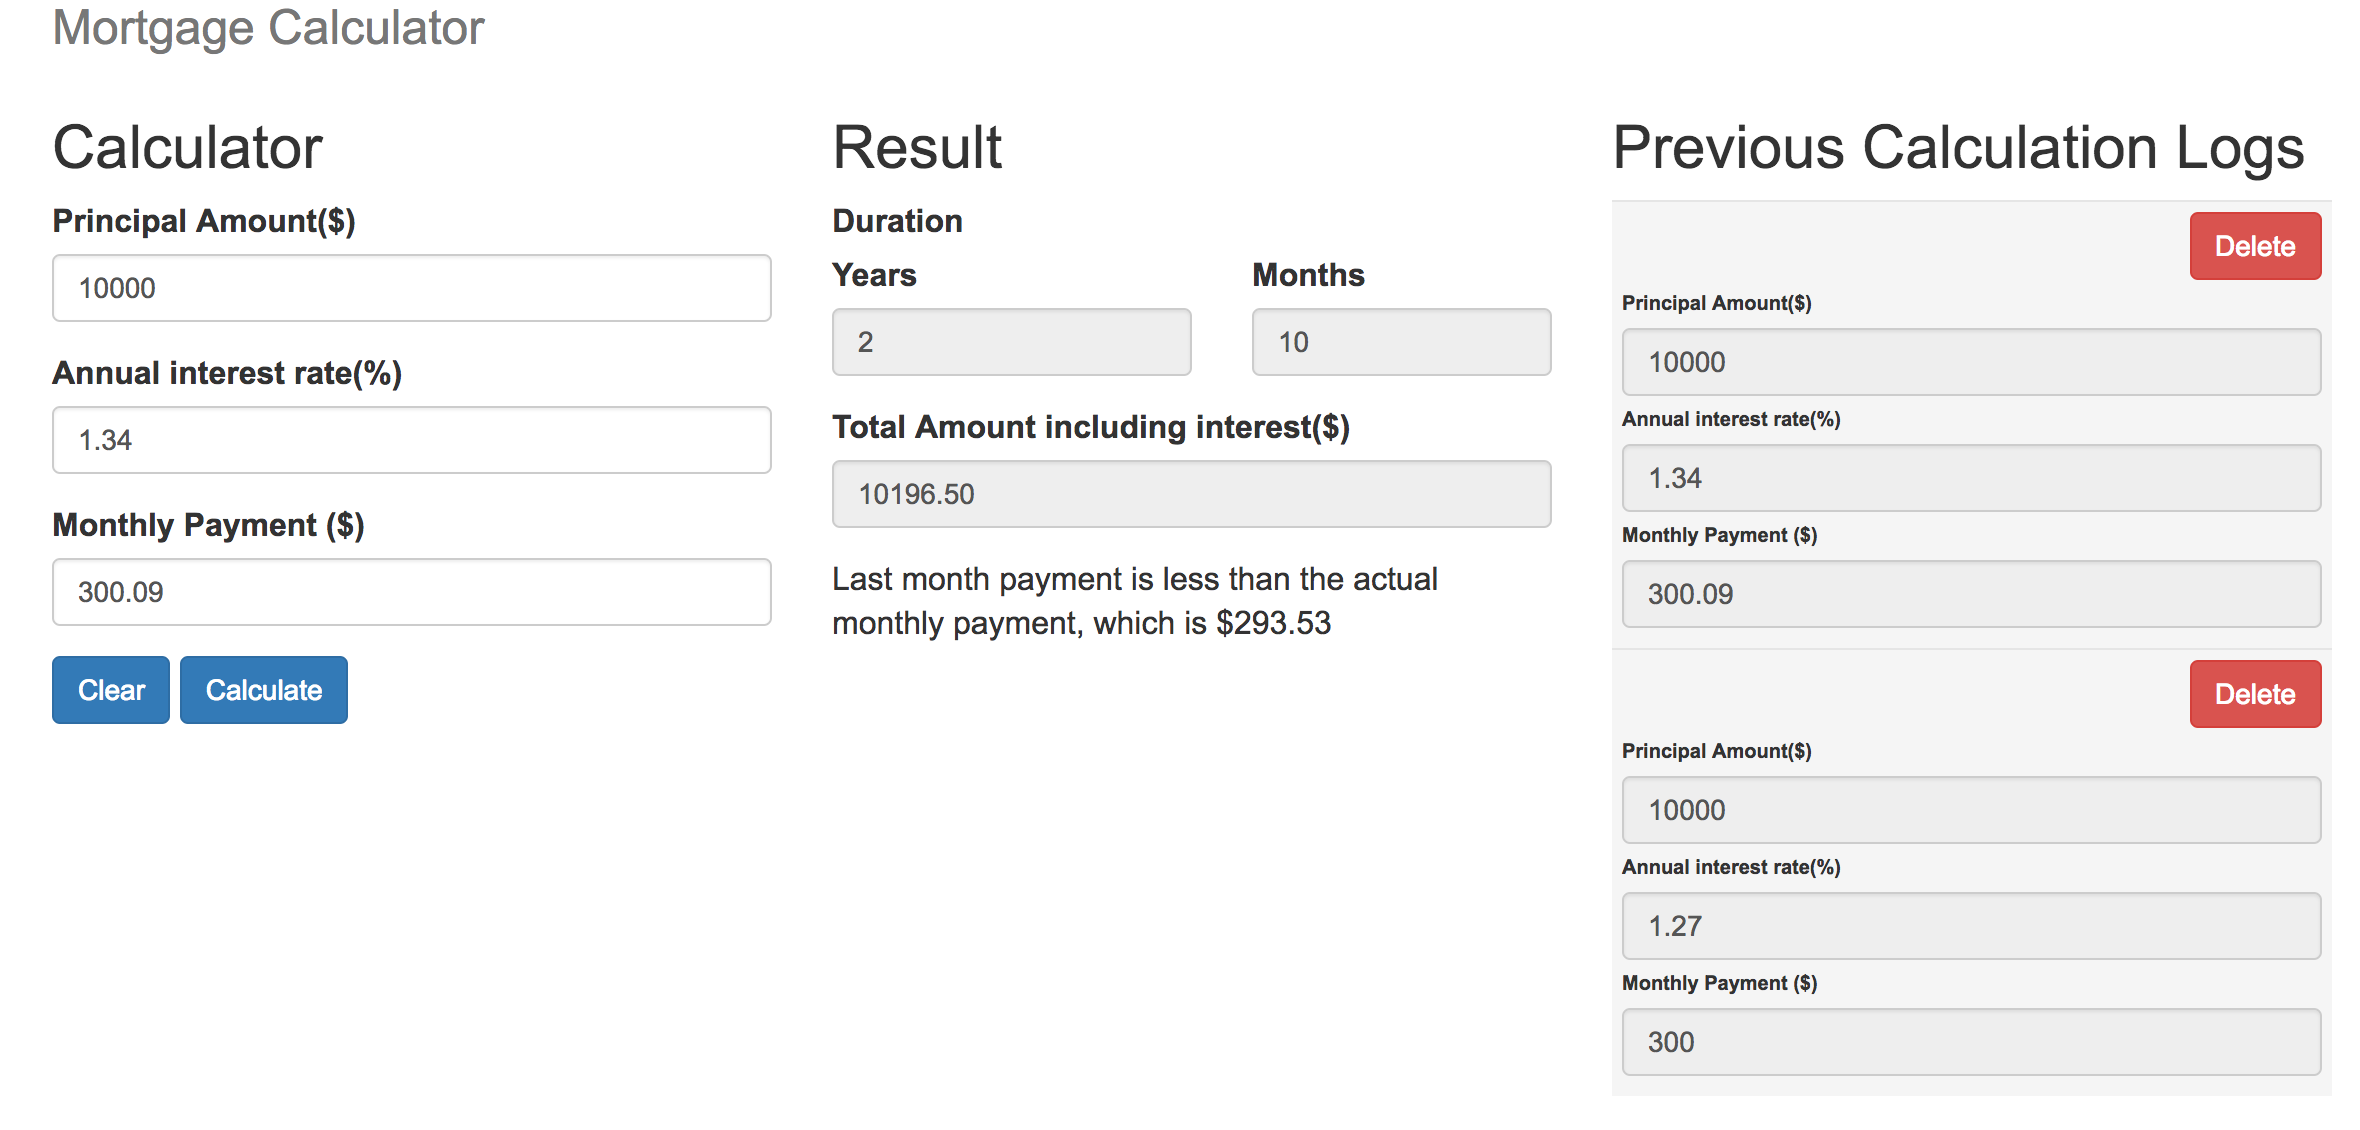 Mortgage Calculator
Calculator
Principal Amount($)
10000
Annual interest rate(%)
1.34
Monthly Payment ($)
300.09
Clear Calculate
Result
Duration
Years Months
2 10
Total Amount including interest($)
10196.50
Last month payment is less than the actual
monthly payment, which is $293.53
Previous Calculation Logs
Delete
Principal Amount($)
10000
Annual interest rate(%)
1.34
Monthly Payment ($)
300.09
Delete
Principal Amount($)
10000
Annual interest rate(%)
1.27
Monthly Payment ($)
300